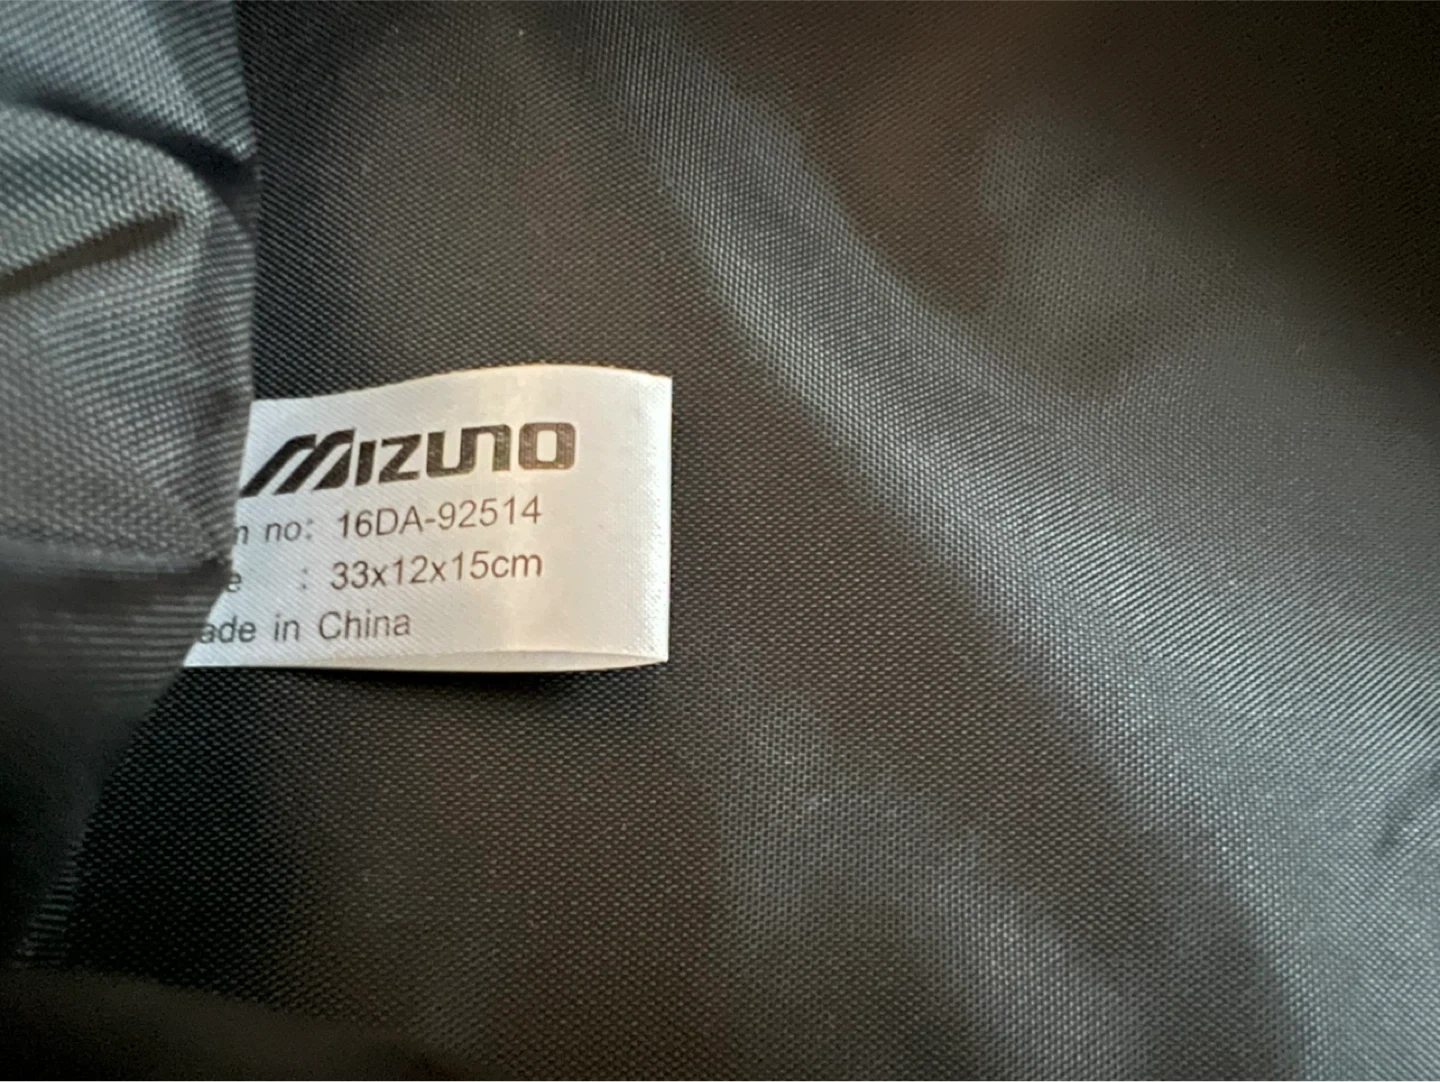 MIZUNO
no: 16DA-92514
: 33x12x15cm
ade in China